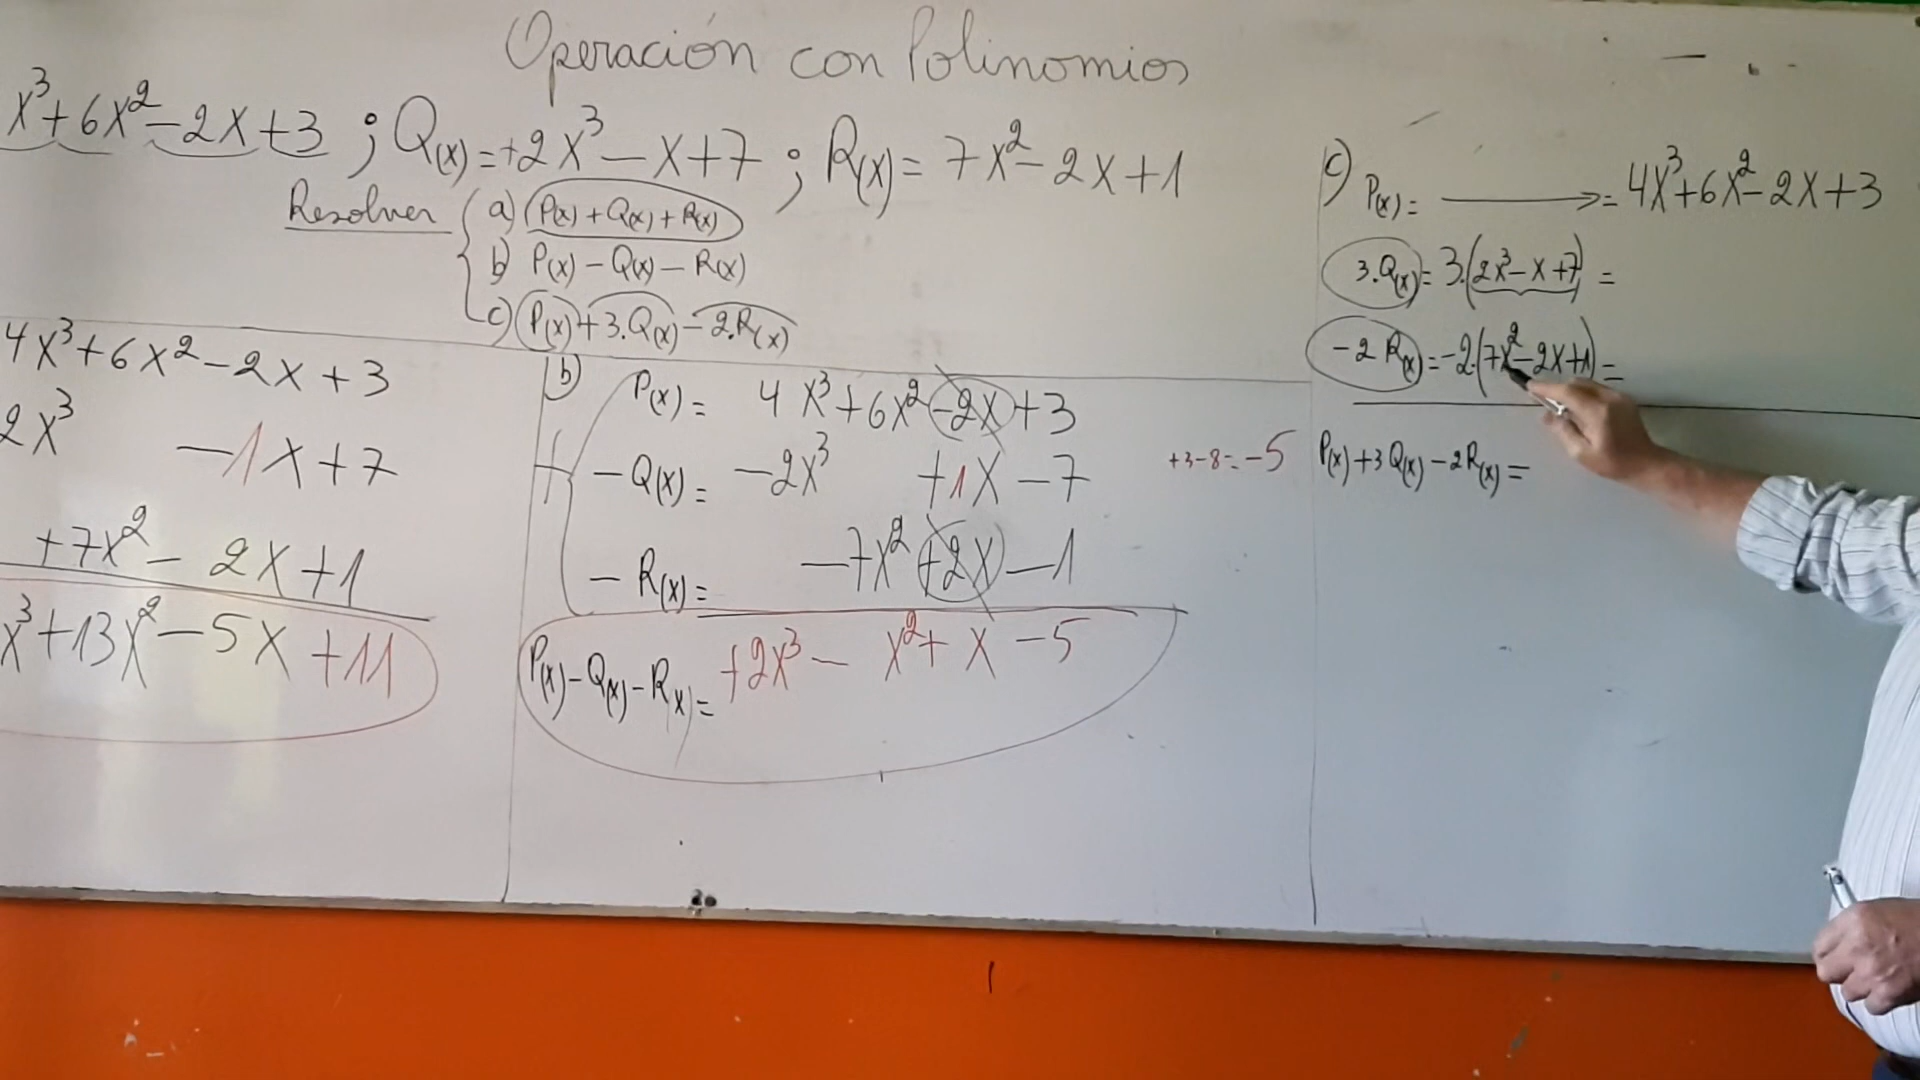 Operación con Polinomios
x³+6x²-2x+3 ; Q(x)=+2x³-x+7 ; R(x)=7x²-2x+1
Resolver
a) P(x)+Q(x)+R(x)
b) P(x)-Q(x)-R(x)
c) P(x)+3.Q(x)-2.R(x)
4x³+6x²-2x+3
2x³ -1x+7
+7x²-2x+1
x³+13x²-5x+11
b)
P(x)= 4x³+6x²-2x+3
+
-Q(x)= -2x³ +1x-7
-R(x)= -7x²+2x-1
P(x)-Q(x)-R(x)= +2x³- x²+x-5
+3-8=-5
c) P(x)= ⟶= 4x³+6x²-2x+3
3.Q(x)=3.(2x³-x+7)=
-2R(x)=-2.(7x²-2x+1)=
P(x)+3Q(x)-2R(x)=